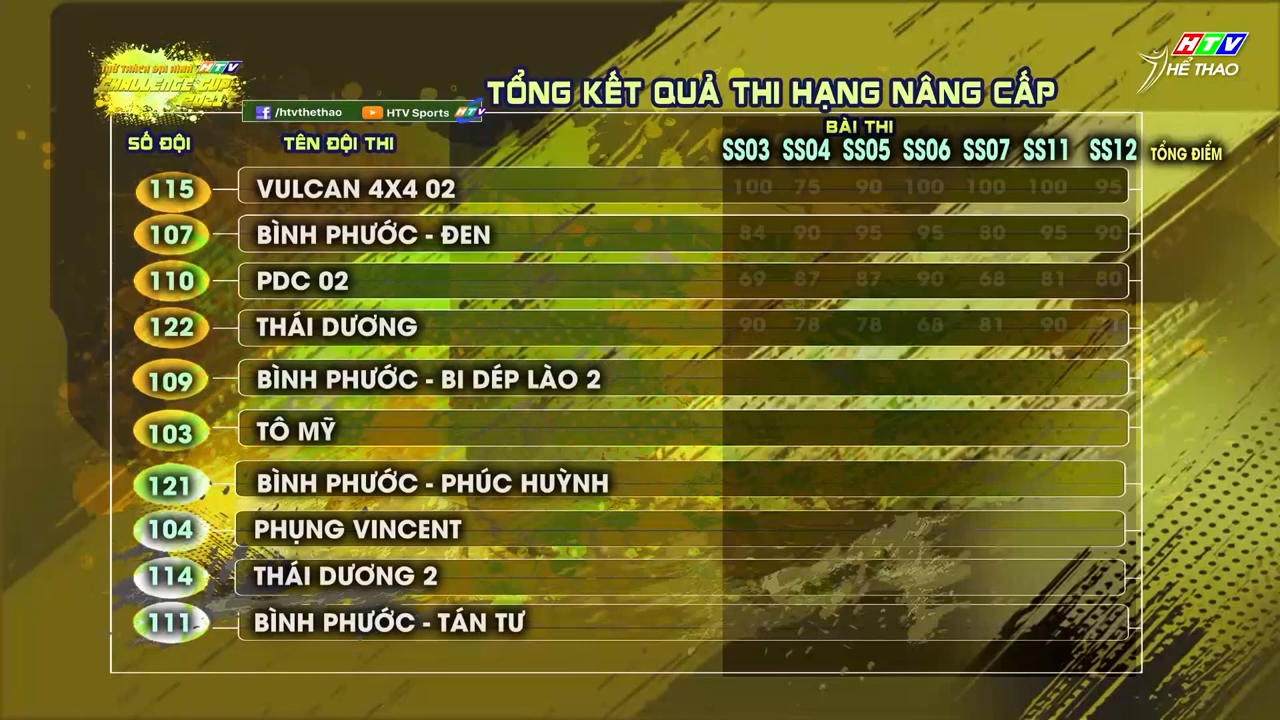 HTV
THỂ THAO
THỬ THÁCH ĐỊA HÌNH HTV
CHALLENGE CUP
2021
TỔNG KẾT QUẢ THI HẠNG NÂNG CẤP
/htvthethao HTV Sports HTV
SỐ ĐỘI TÊN ĐỘI THI BÀI THI
SS03 SS04 SS05 SS06 SS07 SS11 SS12 TỔNG ĐIỂM
115 VULCAN 4X4 02 100 75 90 100 100 100 95
107 BÌNH PHƯỚC - ĐEN 84 90 95 95 80 95 90
110 PDC 02 69 87 87 90 68 81 80
122 THÁI DƯƠNG 90 78 78 68 81 90
109 BÌNH PHƯỚC - BI DÉP LÀO 2
103 TÔ MỸ
121 BÌNH PHƯỚC - PHÚC HUỲNH
104 PHỤNG VINCENT
114 THÁI DƯƠNG 2
111 BÌNH PHƯỚC - TÁN TƯ